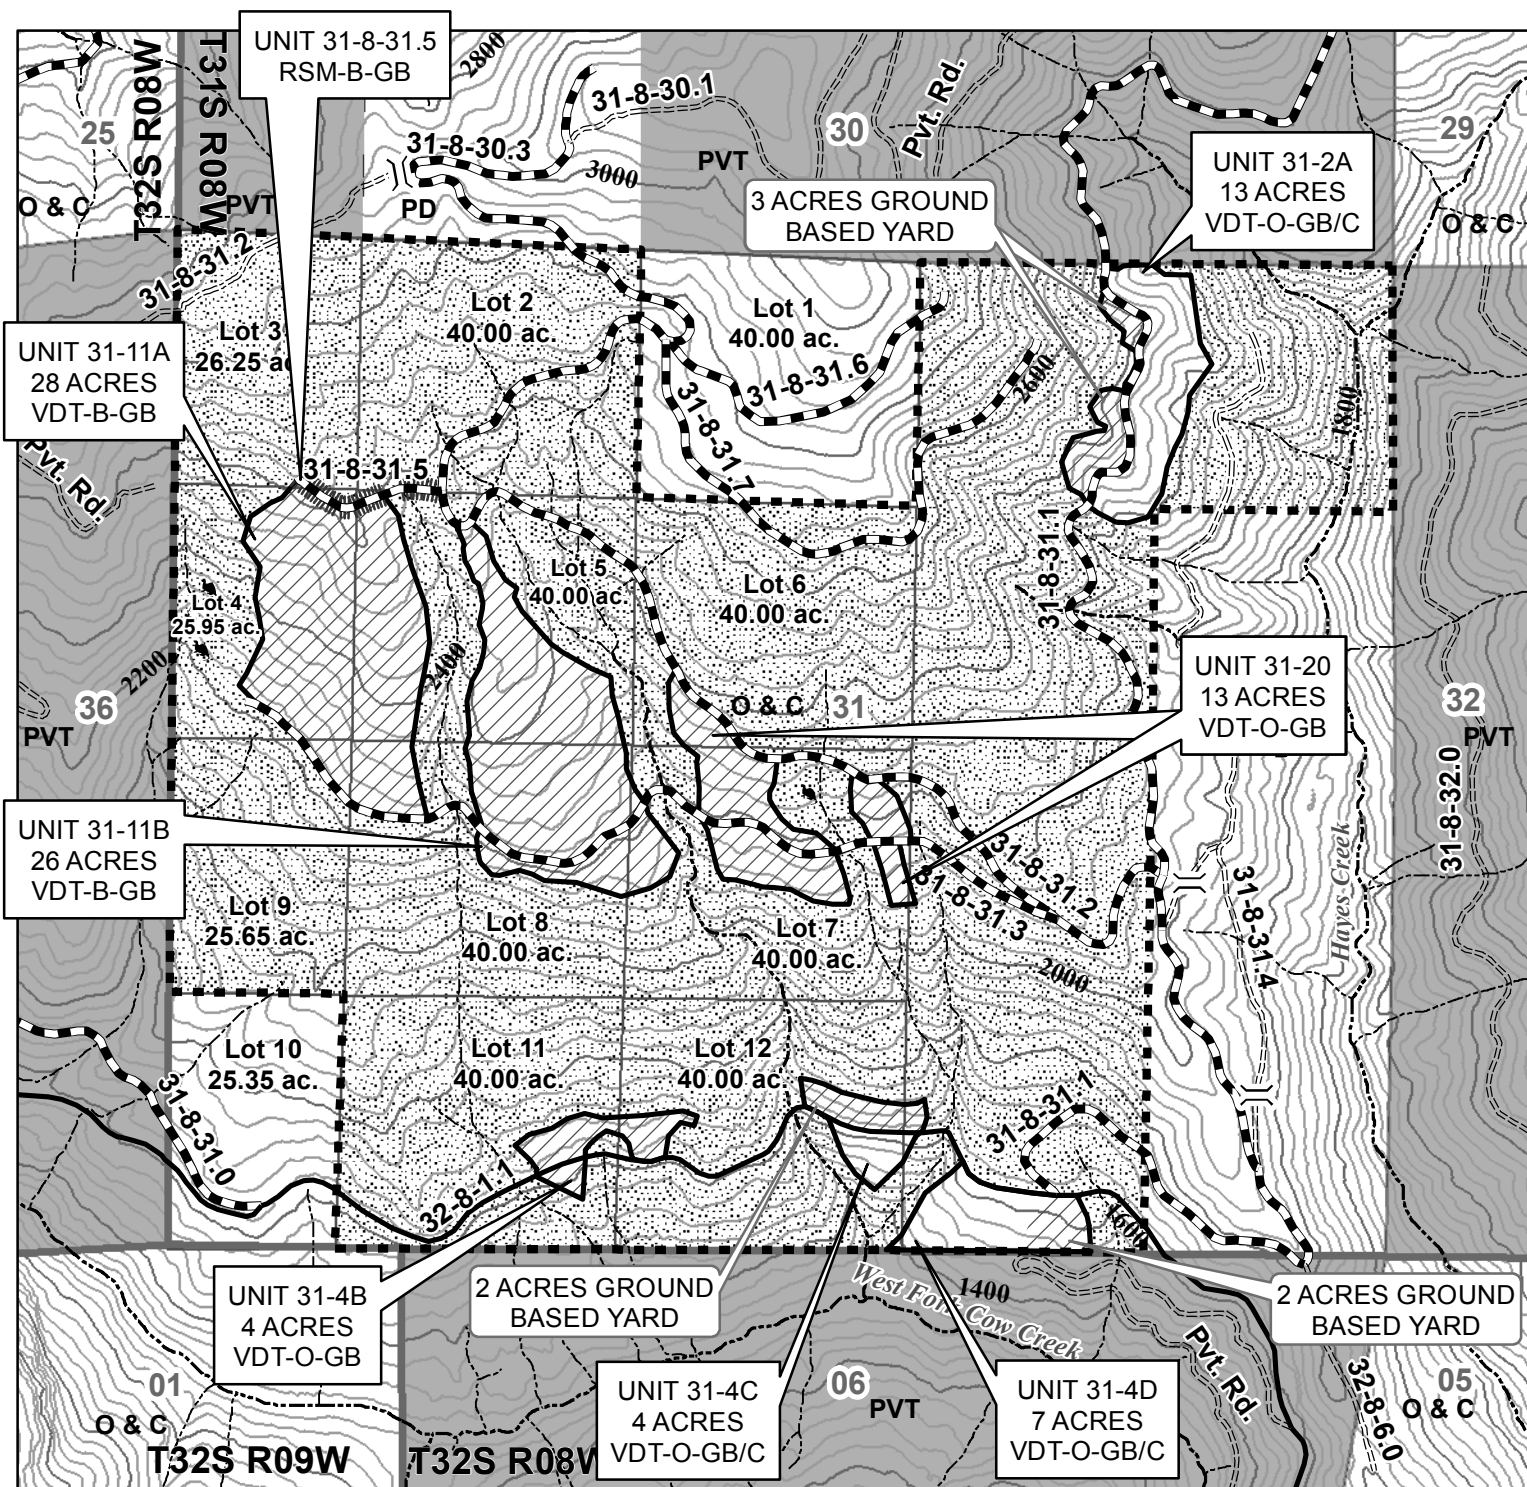 UNIT 31-8-31.5
RSM-B-GB
T32S R08W
T31S R08W
2800
31-8-30.1
31-8-30.3
3000
25
30
29
Pvt. Rd.
PVT
PVT
PD
O & C
O & C
31-8-31.2
3 ACRES GROUND
BASED YARD
UNIT 31-2A
13 ACRES
VDT-O-GB/C
Lot 3
26.25 ac
Lot 2
40.00 ac.
Lot 1
40.00 ac.
UNIT 31-11A
28 ACRES
VDT-B-GB
31-8-31.6
31-8-31.7
2600
1800
Pvt. Rd.
31-8-31.5
31-8-31.1
Lot 4
25.95 ac.
Lot 5
40.00 ac
Lot 6
40.00 ac.
2200
2400
36
PVT
O & C
31
UNIT 31-20
13 ACRES
VDT-O-GB
32
PVT
31-8-32.0
UNIT 31-11B
26 ACRES
VDT-B-GB
31-8-31.2
31-8-31.3
31-8-31.4
Hayes Creek
Lot 9
25.65 ac.
Lot 8
40.00 ac.
Lot 7
40.00 ac.
2000
Lot 10
25.35 ac.
Lot 11
40.00 ac.
Lot 12
40.00 ac.
31-8-31.0
31-8-31.1
32-8-1.1
1600
UNIT 31-4B
4 ACRES
VDT-O-GB
2 ACRES GROUND
BASED YARD
West Fork Cow Creek
1400
2 ACRES GROUND
BASED YARD
Pvt. Rd.
UNIT 31-4C
4 ACRES
VDT-O-GB/C
UNIT 31-4D
7 ACRES
VDT-O-GB/C
01
O & C
06
PVT
32-8-6.0
05
O & C
T32S R09W
T32S R08W